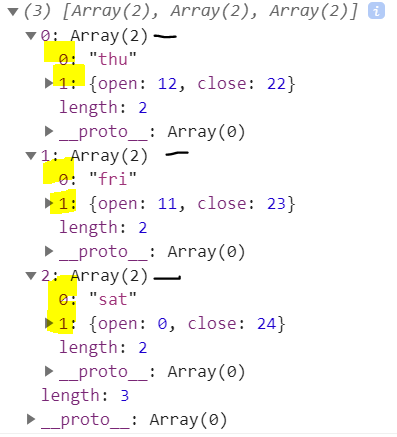 ▼(3) [Array(2), Array(2), Array(2)] i
▼0: Array(2)
0: "thu"
▶1: {open: 12, close: 22}
length: 2
▶__proto__: Array(0)
▼1: Array(2)
0: "fri"
▶1: {open: 11, close: 23}
length: 2
▶__proto__: Array(0)
▼2: Array(2)
0: "sat"
▶1: {open: 0, close: 24}
length: 2
▶__proto__: Array(0)
length: 3
▶__proto__: Array(0)